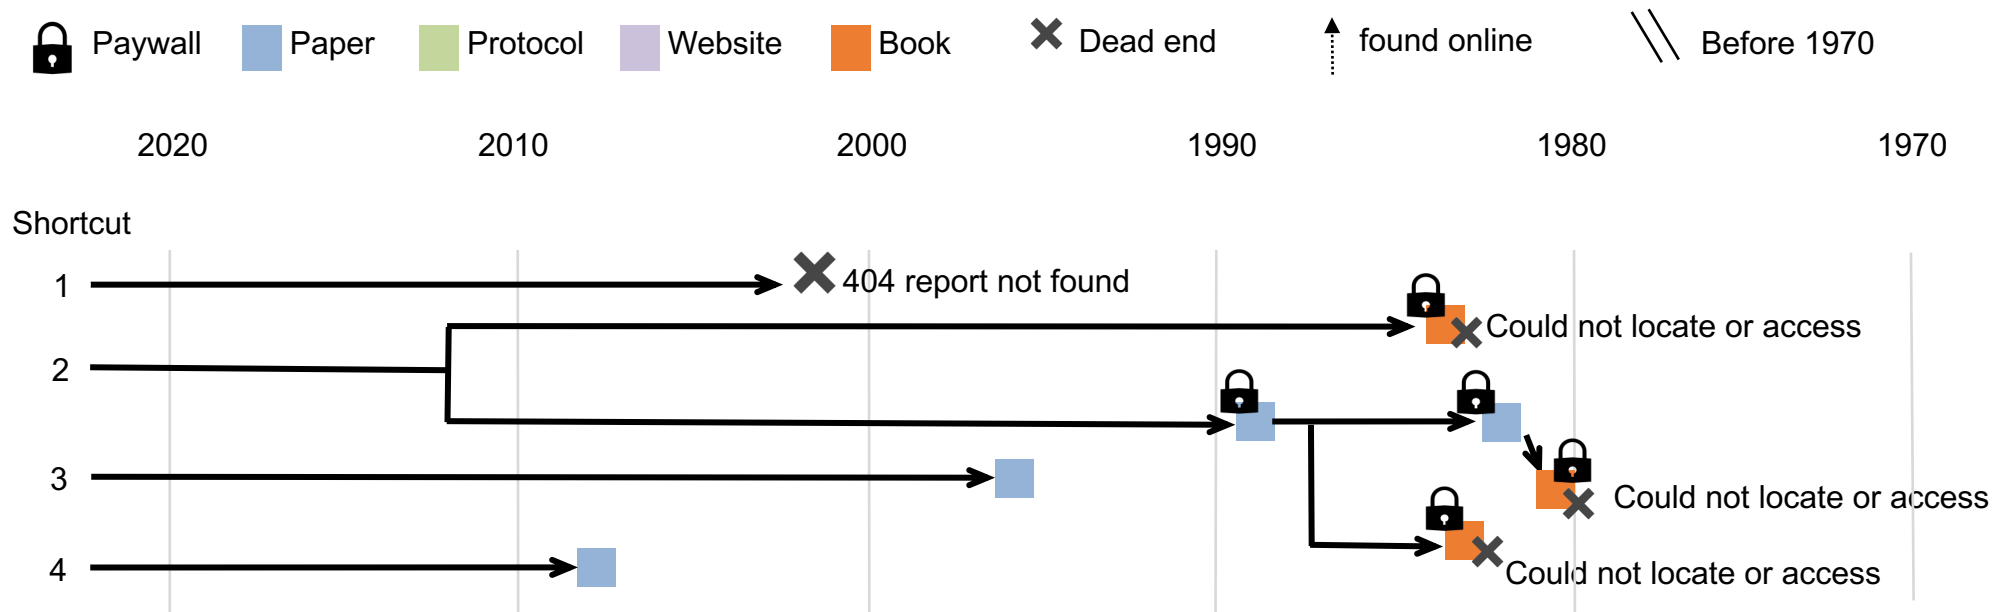 Paywall Paper Protocol Website Book Dead end found online Before 1970
2020 2010 2000 1990 1980 1970
Shortcut
1 404 report not found
Could not locate or access
2
3
Could not locate or access
4
Could not locate or access